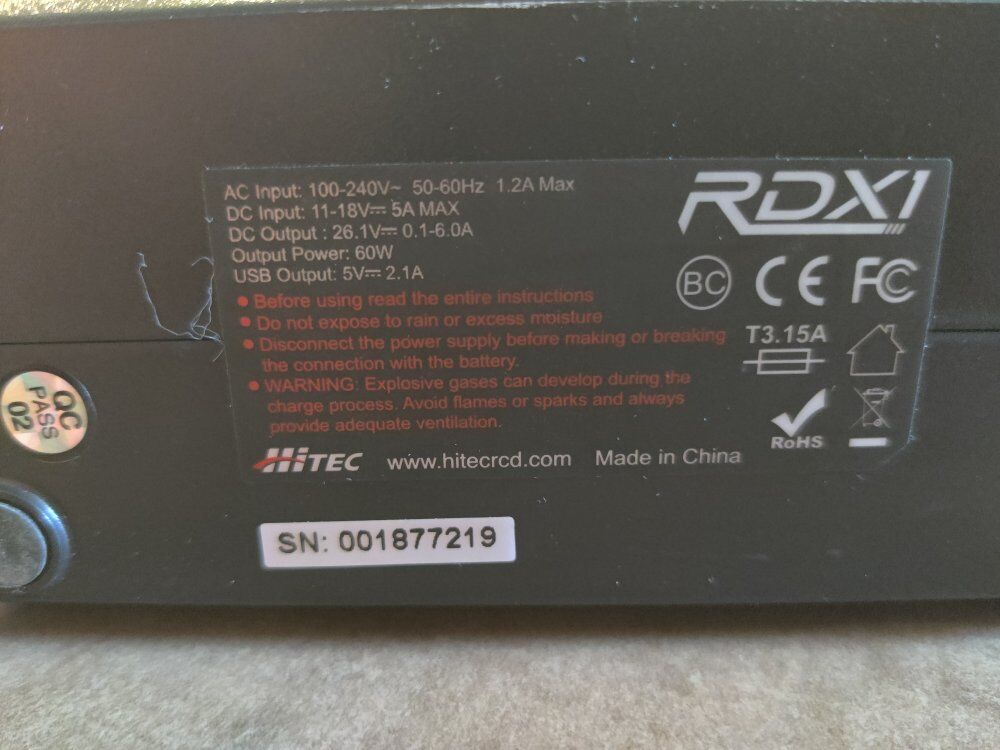 AC Input: 100-240V~ 50-60Hz 1.2A Max
DC Input: 11-18V⎓ 5A MAX
DC Output : 26.1V⎓ 0.1-6.0A
Output Power: 60W
USB Output: 5V⎓ 2.1A
RDX1
BC CE FC
• Before using read the entire instructions
• Do not expose to rain or excess moisture
• Disconnect the power supply before making or breaking
the connection with the battery.
• WARNING: Explosive gases can develop during the
charge process. Avoid flames or sparks and always
provide adequate ventilation.
T3.15A
RoHS
HiTEC www.hitecrcd.com Made in China
QC
PASS
02
SN: 001877219